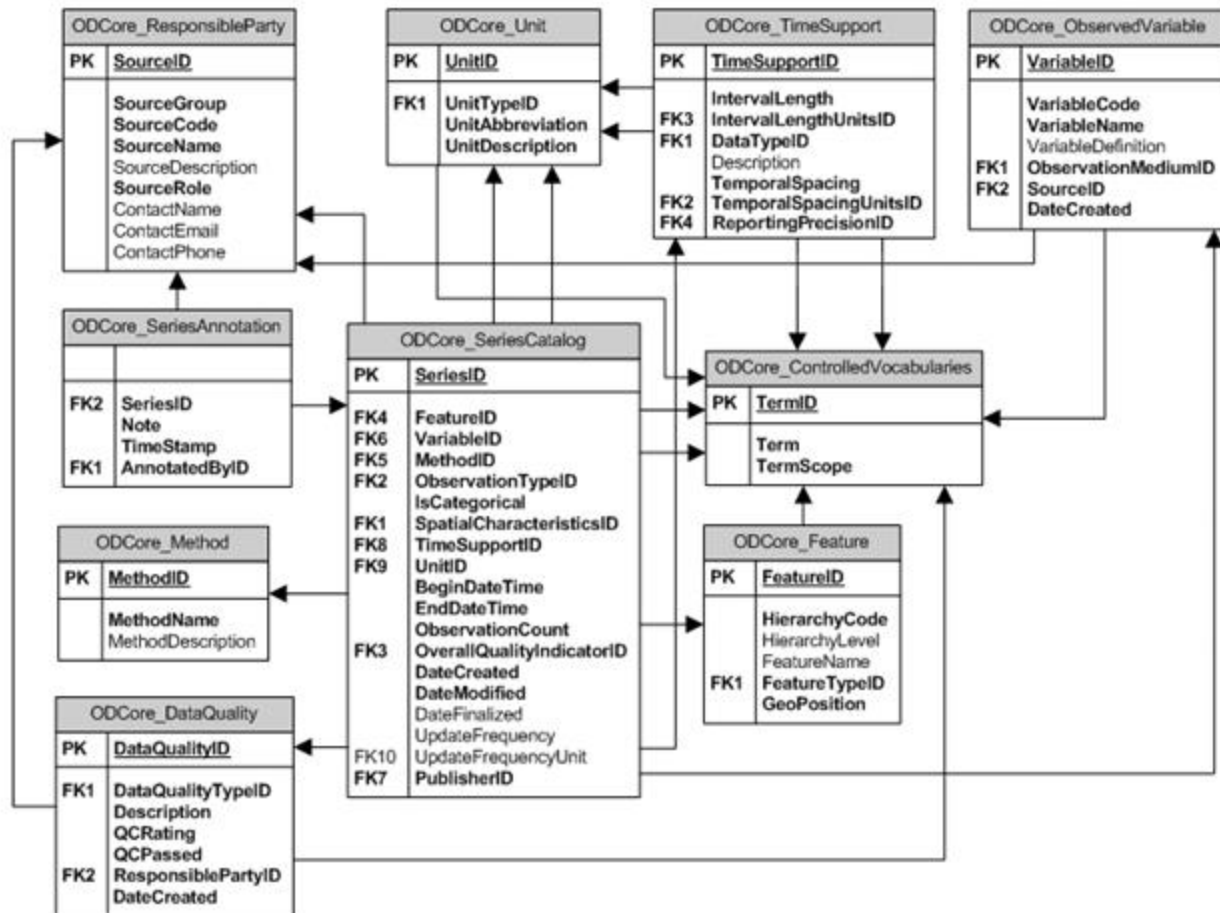 ODCore_ResponsibleParty
PK SourceID
SourceGroup
SourceCode
SourceName
SourceDescription
SourceRole
ContactName
ContactEmail
ContactPhone
ODCore_Unit
PK UnitID
FK1 UnitTypeID
UnitAbbreviation
UnitDescription
ODCore_TimeSupport
PK TimeSupportID
IntervalLength
FK3 IntervalLengthUnitsID
FK1 DataTypeID
Description
TemporalSpacing
FK2 TemporalSpacingUnitsID
FK4 ReportingPrecisionID
ODCore_ObservedVariable
PK VariableID
VariableCode
VariableName
VariableDefinition
FK1 ObservationMediumID
FK2 SourceID
DateCreated
ODCore_SeriesAnnotation
FK2 SeriesID
Note
TimeStamp
FK1 AnnotatedByID
ODCore_SeriesCatalog
PK SeriesID
FK4 FeatureID
FK6 VariableID
FK5 MethodID
FK2 ObservationTypeID
IsCategorical
FK1 SpatialCharacteristicsID
FK8 TimeSupportID
FK9 UnitID
BeginDateTime
EndDateTime
ObservationCount
FK3 OverallQualityIndicatorID
DateCreated
DateModified
DateFinalized
UpdateFrequency
FK10 UpdateFrequencyUnit
FK7 PublisherID
ODCore_ControlledVocabularies
PK TermID
Term
TermScope
ODCore_Method
PK MethodID
MethodName
MethodDescription
ODCore_Feature
PK FeatureID
HierarchyCode
HierarchyLevel
FeatureName
FK1 FeatureTypeID
GeoPosition
ODCore_DataQuality
PK DataQualityID
FK1 DataQualityTypeID
Description
QCRating
QCPassed
FK2 ResponsiblePartyID
DateCreated